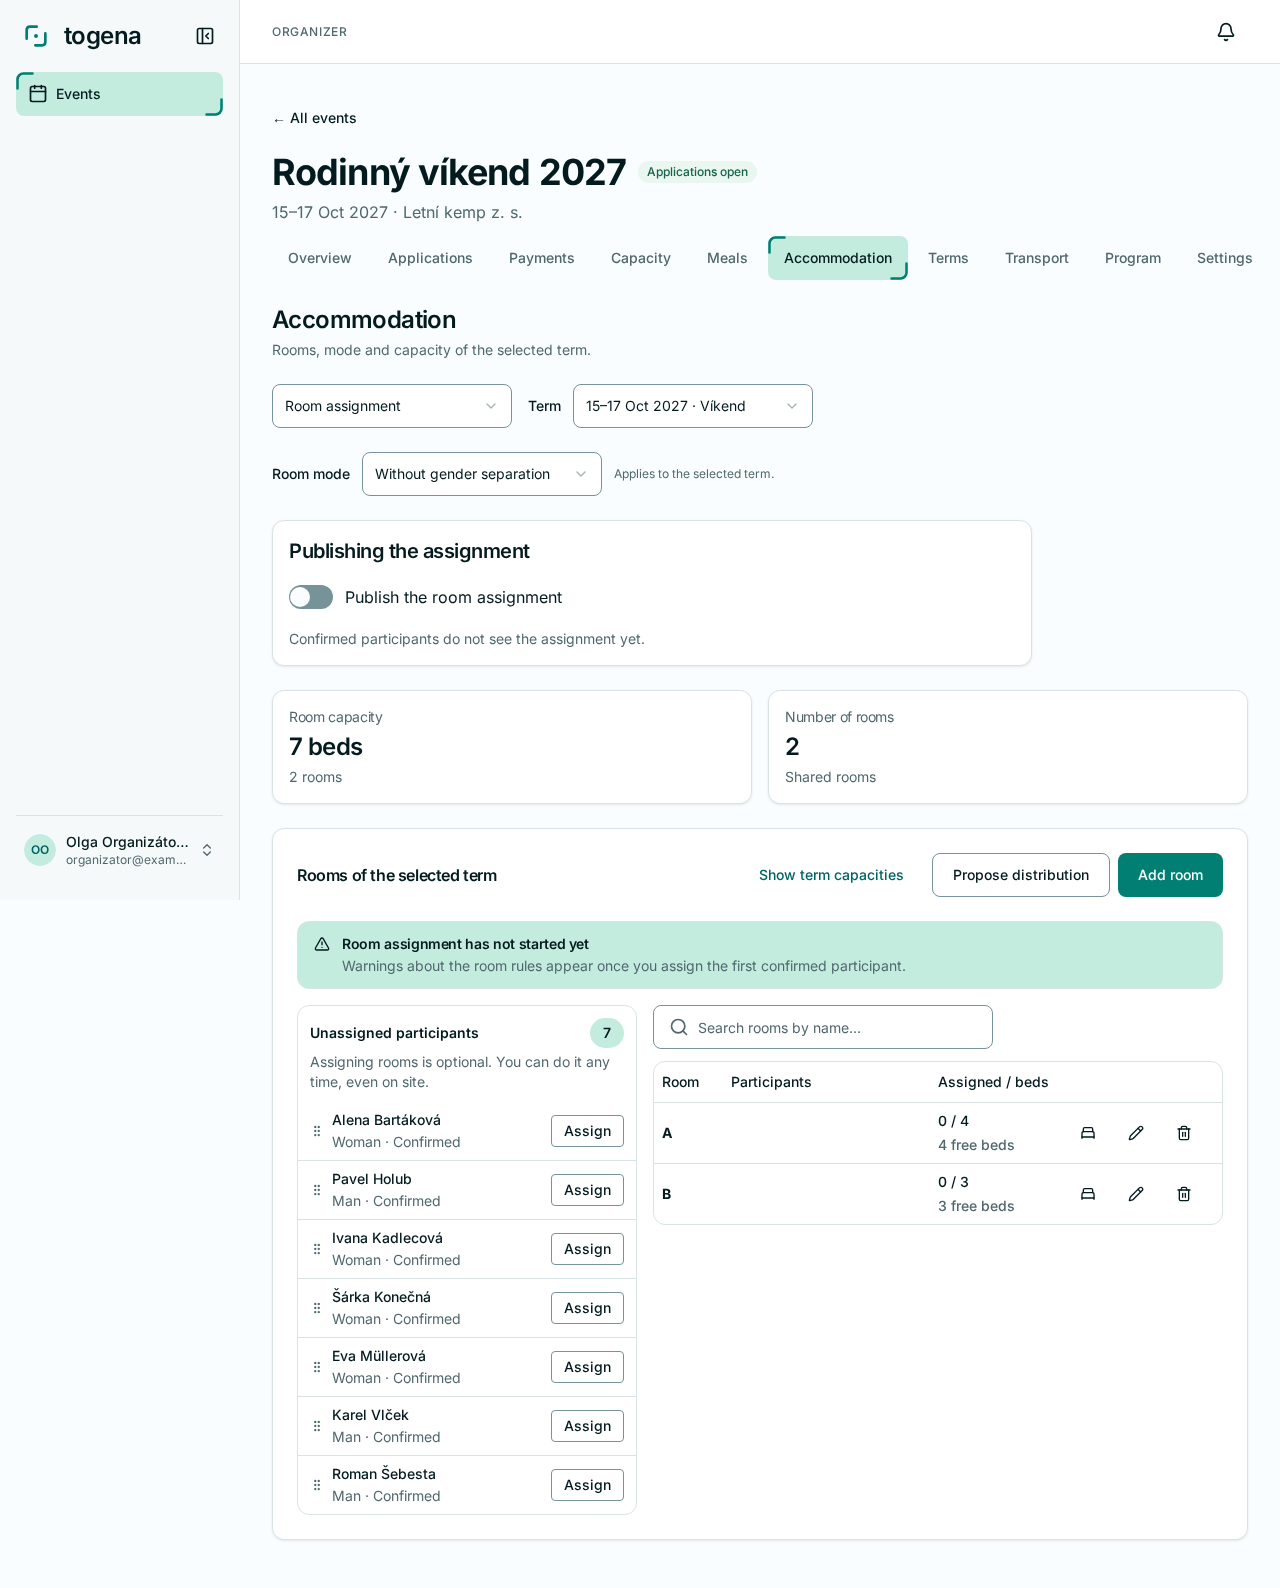 togena
ORGANIZER
Events
← All events
Rodinný víkend 2027
Applications open
15–17 Oct 2027 · Letní kemp z. s.
Overview
Applications
Payments
Capacity
Meals
Accommodation
Terms
Transport
Program
Settings
Accommodation
Rooms, mode and capacity of the selected term.
Room assignment
Term
15–17 Oct 2027 · Víkend
Room mode
Without gender separation
Applies to the selected term.
Publishing the assignment
Publish the room assignment
Confirmed participants do not see the assignment yet.
Room capacity
7 beds
2 rooms
Number of rooms
2
Shared rooms
OO
Olga Organizáto...
organizator@exam...
Rooms of the selected term
Show term capacities
Propose distribution
Add room
Room assignment has not started yet
Warnings about the room rules appear once you assign the first confirmed participant.
Unassigned participants
7
Assigning rooms is optional. You can do it any
time, even on site.
Alena Bartáková
Woman · Confirmed
Assign
Pavel Holub
Man · Confirmed
Assign
Ivana Kadlecová
Woman · Confirmed
Assign
Šárka Konečná
Woman · Confirmed
Assign
Eva Müllerová
Woman · Confirmed
Assign
Karel Vlček
Man · Confirmed
Assign
Roman Šebesta
Man · Confirmed
Assign
Search rooms by name...
Room
Participants
Assigned / beds
A
0 / 4
4 free beds
B
0 / 3
3 free beds